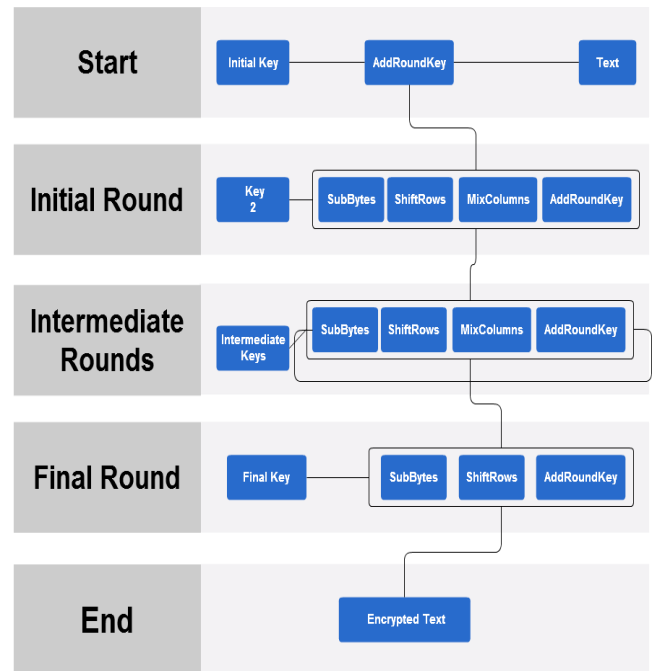 Start
Initial Key
AddRoundKey
Text
Initial Round
Key
2
SubBytes
ShiftRows
MixColumns
AddRoundKey
Intermediate
Rounds
Intermediate
Keys
SubBytes
ShiftRows
MixColumns
AddRoundKey
Final Round
Final Key
SubBytes
ShiftRows
AddRoundKey
End
Encrypted Text